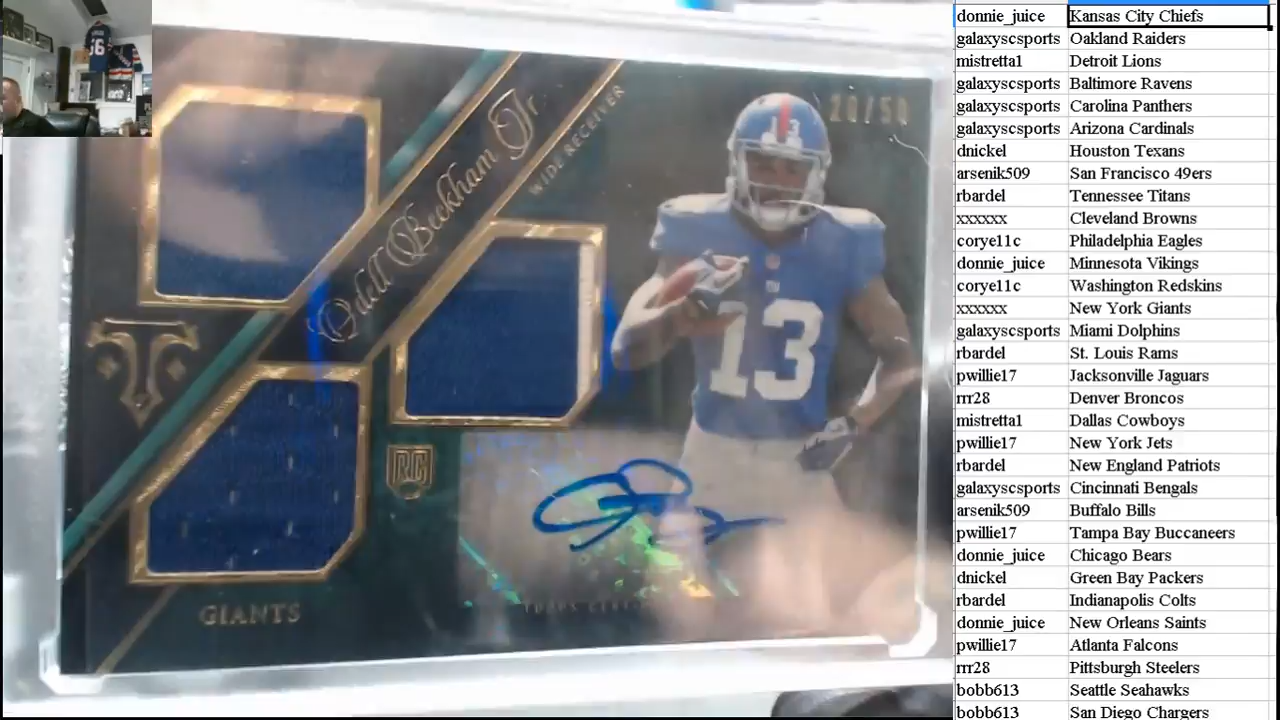 20/50
Odell Beckham Jr
WIDE RECEIVER
13
RC
GIANTS
donnie_juice Kansas City Chiefs
galaxyscsports Oakland Raiders
mistretta1 Detroit Lions
galaxyscsports Baltimore Ravens
galaxyscsports Carolina Panthers
galaxyscsports Arizona Cardinals
dnickel Houston Texans
arsenik509 San Francisco 49ers
rbardel Tennessee Titans
xxxxxx Cleveland Browns
corye11c Philadelphia Eagles
donnie_juice Minnesota Vikings
corye11c Washington Redskins
xxxxxx New York Giants
galaxyscsports Miami Dolphins
rbardel St. Louis Rams
pwillie17 Jacksonville Jaguars
rrr28 Denver Broncos
mistretta1 Dallas Cowboys
pwillie17 New York Jets
rbardel New England Patriots
galaxyscsports Cincinnati Bengals
arsenik509 Buffalo Bills
pwillie17 Tampa Bay Buccaneers
donnie_juice Chicago Bears
dnickel Green Bay Packers
rbardel Indianapolis Colts
donnie_juice New Orleans Saints
pwillie17 Atlanta Falcons
rrr28 Pittsburgh Steelers
bobb613 Seattle Seahawks
bobb613 San Diego Chargers